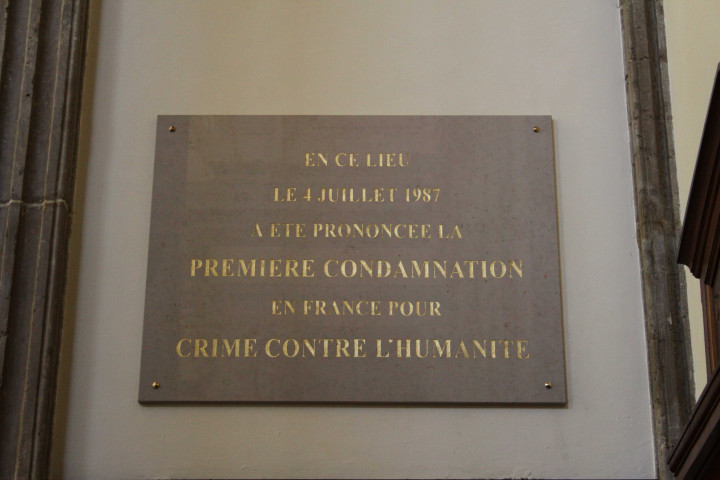 EN CE LIEU
LE 4 JUILLET 1987
A ETE PRONONCEE LA
PREMIERE CONDAMNATION
EN FRANCE POUR
CRIME CONTRE L'HUMANITE